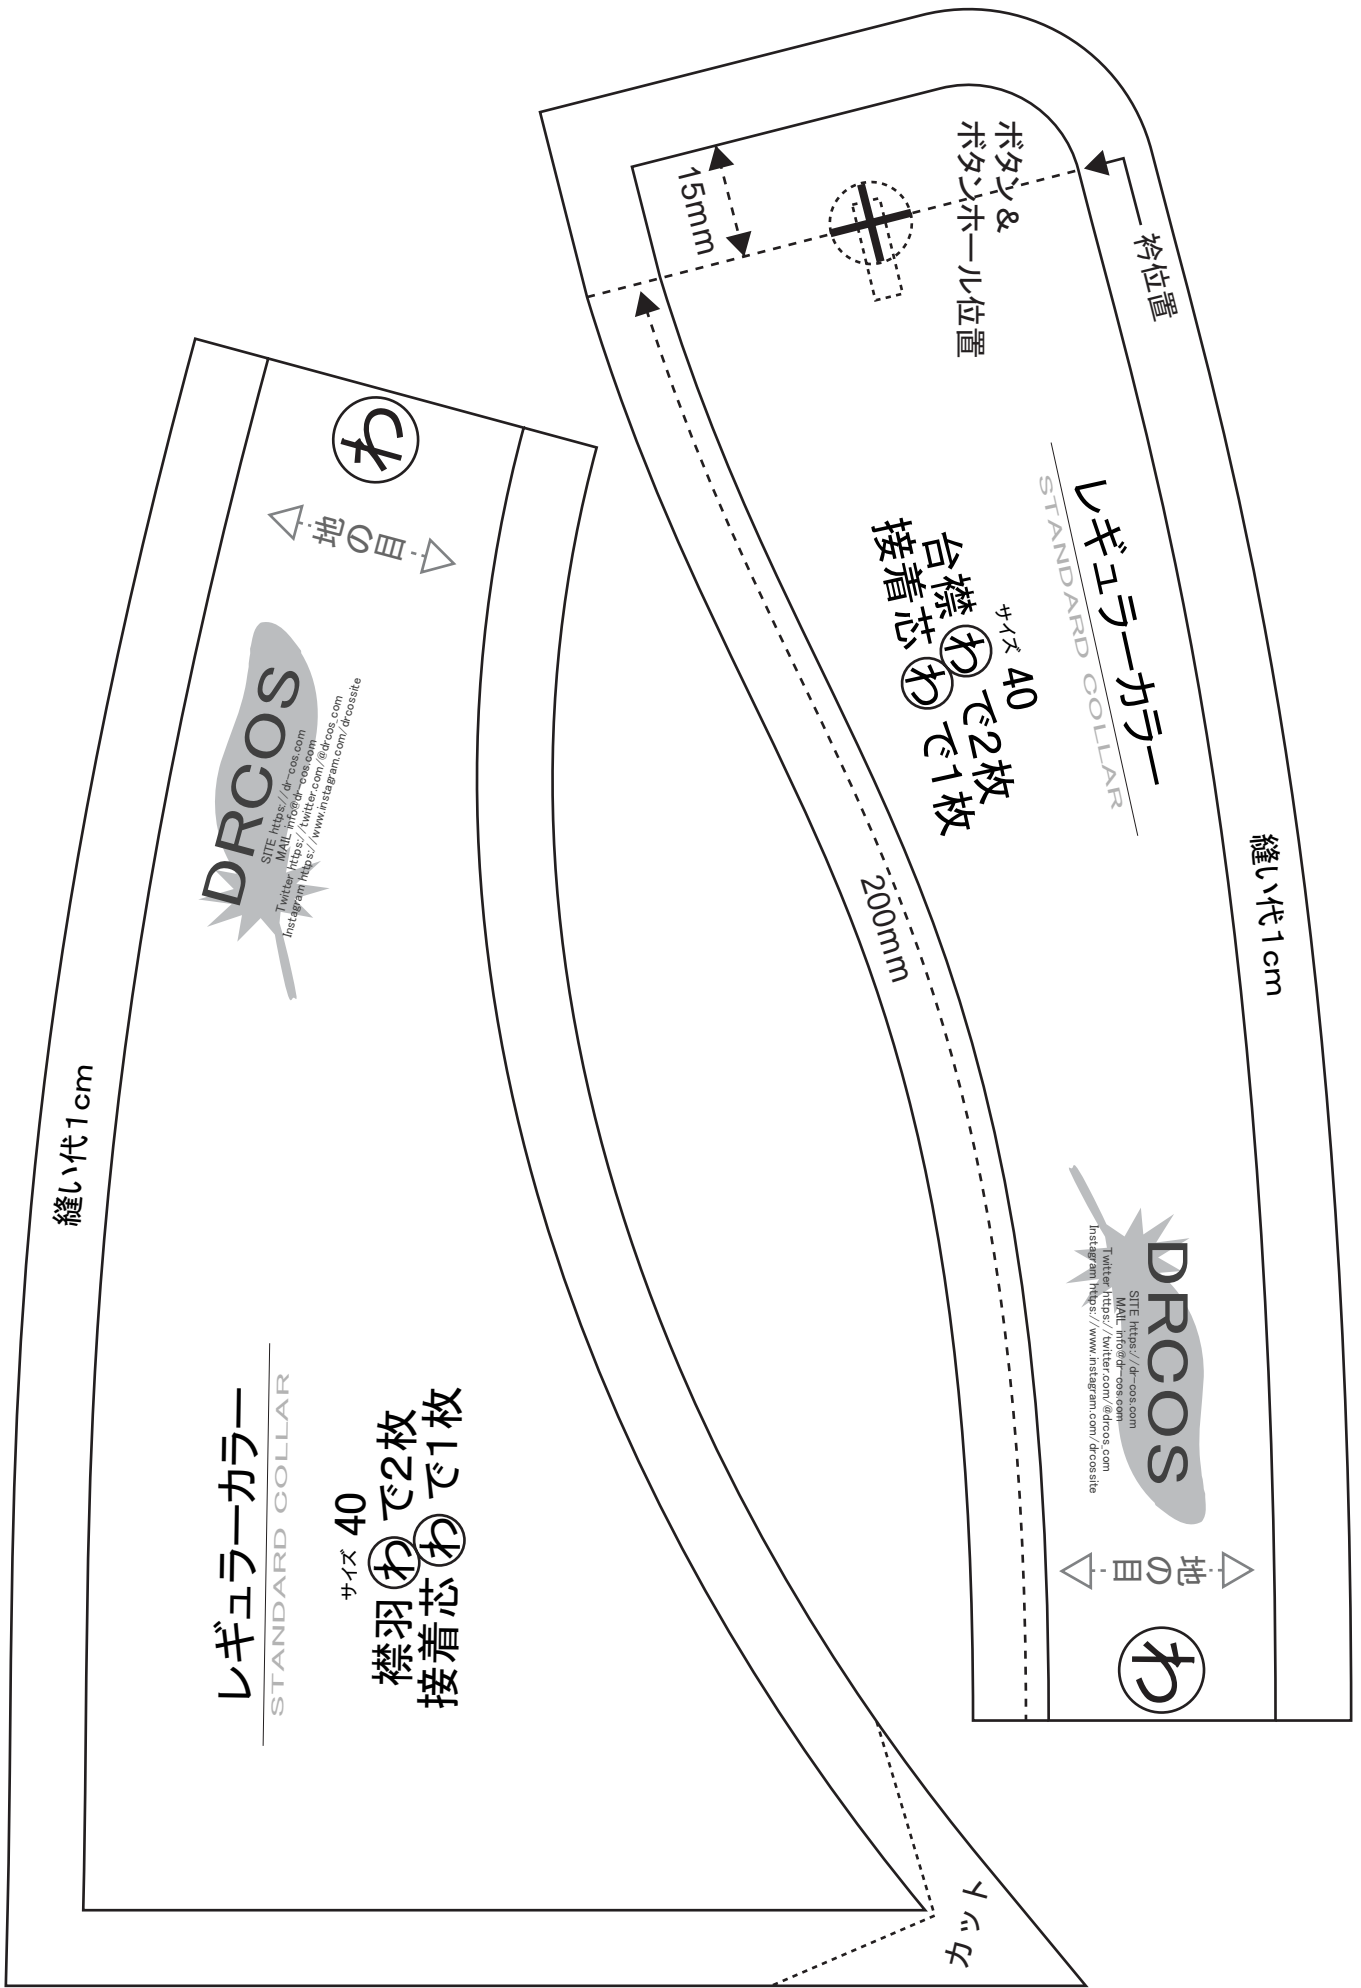 ボタン &
ボタンホール位置
15mm
衿位置
レギュラーカラー
STANDARD COLLAR
サイズ 40
台襟わで2枚
接着芯わで1枚
200mm
縫い代1cm
DRCOS
SITE https://dr-cos.com
MAIL info@dr-cos.com
Twitter https://twitter.com/@drcos_com
Instagram https://www.instagram.com/drcossite
地の目
わ
わ
地の目
DRCOS
SITE https://dr-cos.com
MAIL info@dr-cos.com
Twitter https://twitter.com/@drcos_com
Instagram https://www.instagram.com/drcossite
縫い代1cm
レギュラーカラー
STANDARD COLLAR
サイズ 40
襟羽わで2枚
接着芯わで1枚
カット